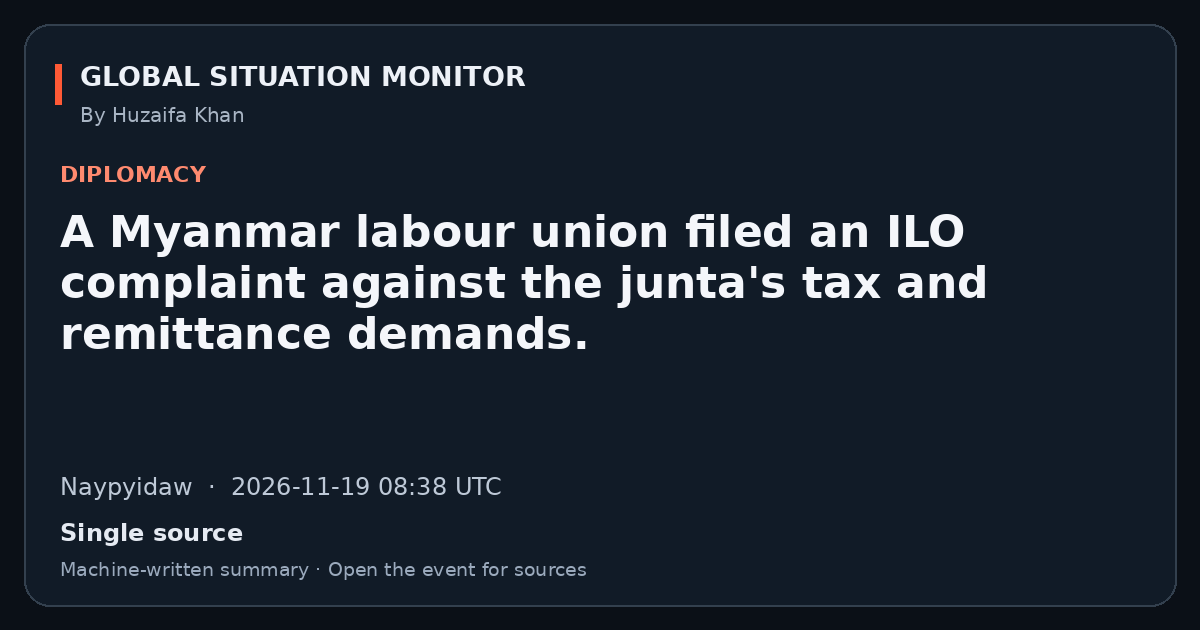 GLOBAL SITUATION MONITOR
By Huzaifa Khan
DIPLOMACY
A Myanmar labour union filed an ILO
complaint against the junta's tax and
remittance demands.
Naypyidaw · 2026-11-19 08:38 UTC
Single source
Machine-written summary · Open the event for sources